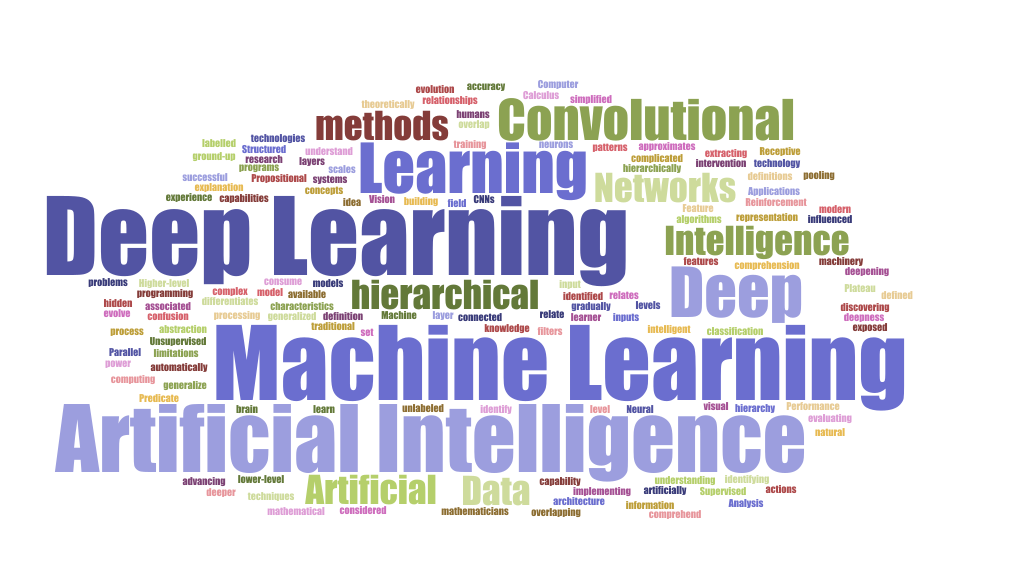 evolution accuracy Computer
theoretically relationships Calculus simplified
methods humans overlap Convolutional
labelled technologies
Structured understand training neurons patterns approximates
ground-up research layers Learning complicated extracting Receptive
programs scales hierarchically intervention technology
successful Propositional systems Networks definitions pooling
explanation concepts Applications
experience capabilities idea Vision building field CNNs Reinforcement
Deep Learning Feature modern
algorithms representation influenced
Intelligence
features comprehension machinery
deepening
problems Higher-level consume models hierarchical input Deep Plateau
programming complex model available identified relates defined
hidden associated differentiates characteristics gradually levels discovering
evolve confusion processing generalized definition Machine layer connected relate learner inputs deepness
process abstraction traditional set knowledge filters intelligent classification exposed
Unsupervised Machine Learning
Parallel limitations
power automatically
computing generalize
Predicate
brain learn unlabeled identify level Neural visual hierarchy Performance
Artificial Intelligence evaluating
natural
advancing lower-level Artificial Data capability understanding identifying
deeper techniques implementing artificially Supervised actions
architecture information Analysis
mathematical considered mathematicians overlapping comprehend